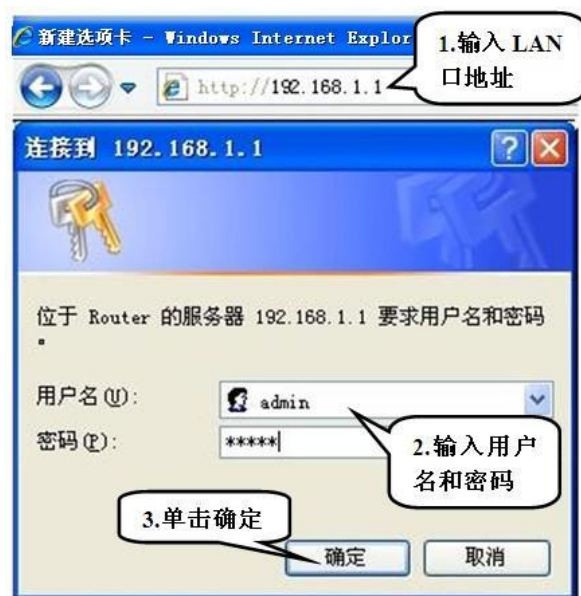 新建选项卡 - Windows Internet Explor
1.输入 LAN
口地址
http://192.168.1.1
连接到 192.168.1.1
位于 Router 的服务器 192.168.1.1 要求用户名和密码
。
用户名(U):
admin
密码(P):
*****
2.输入用户
名和密码
3.单击确定
确定
取消